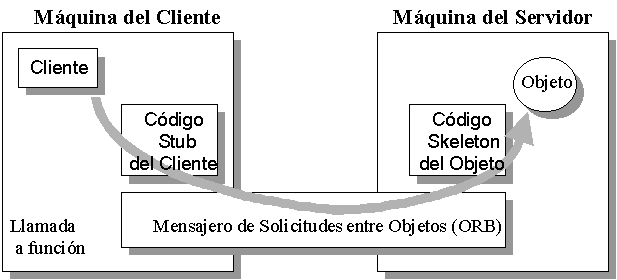 Máquina del Cliente
Máquina del Servidor
Cliente
Objeto
Código
Stub
del Cliente
Código
Skeleton
del Objeto
Llamada
a función
Mensajero de Solicitudes entre Objetos (ORB)